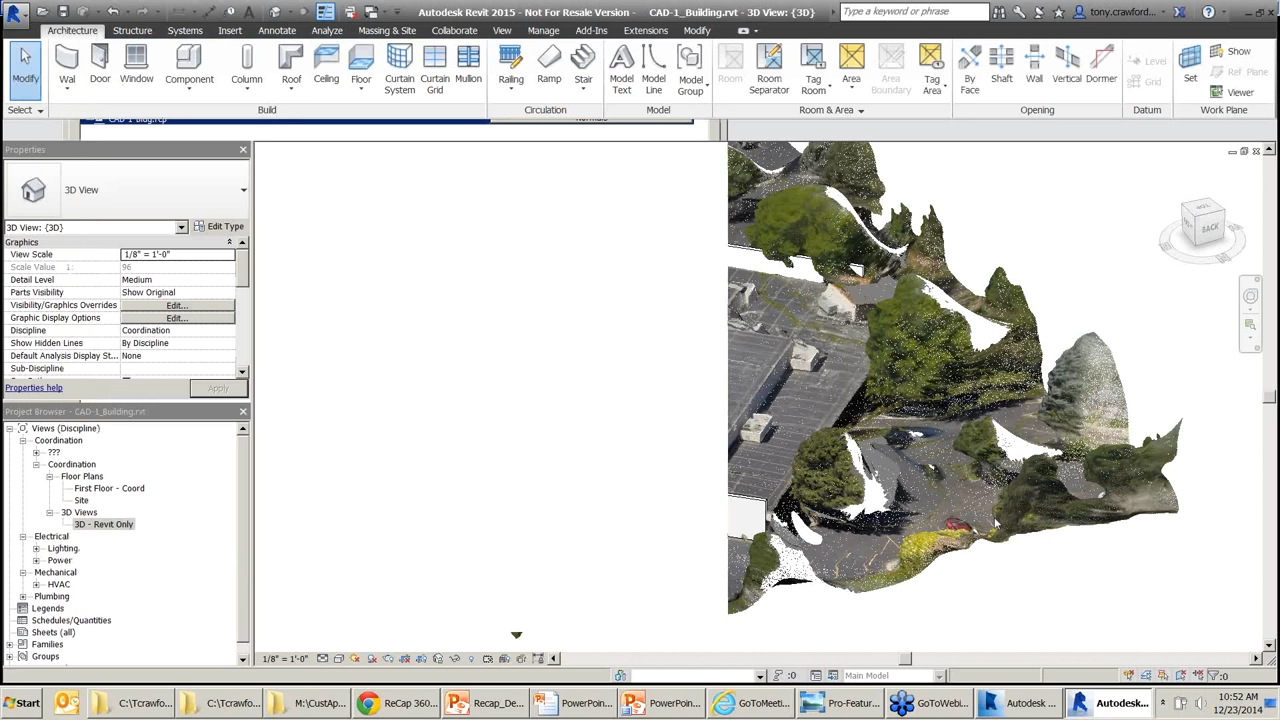 Autodesk Revit 2015 - Not For Resale Version - CAD-1_Building.rvt - 3D View: {3D}
Type a keyword or phrase
tony.crawford...
Architecture Structure Systems Insert Annotate Analyze Massing & Site Collaborate View Manage Add-Ins Extensions Modify
Modify Wall Door Window Component Column Roof Ceiling Floor Curtain System Curtain Grid Mullion Railing Ramp Stair Model Text Model Line Model Group Room Room Separator Tag Room Area Area Boundary Tag Area By Face Shaft Wall Vertical Dormer Level Grid Set Show Ref Plane Viewer
Select Build Circulation Model Room & Area Opening Datum Work Plane
CAD-1 Bldg.rcp Normals
Properties
3D View
3D View: {3D} Edit Type
Graphics
View Scale 1/8" = 1'-0"
Scale Value 1: 96
Detail Level Medium
Parts Visibility Show Original
Visibility/Graphics Overrides Edit...
Graphic Display Options Edit...
Discipline Coordination
Show Hidden Lines By Discipline
Default Analysis Display St... None
Sub-Discipline
Properties help Apply
Project Browser - CAD-1_Building.rvt
Views (Discipline)
Coordination
???
Coordination
Floor Plans
First Floor - Coord
Site
3D Views
3D - Revit Only
Electrical
Lighting.
Power
Mechanical
HVAC
Plumbing
Legends
Schedules/Quantities
Sheets (all)
Families
Groups
BACK
1/8" = 1'-0"
:0 Main Model :0
Start C:\Tcrawfo... C:\Tcrawfo... M:\CustAp... ReCap 360... Recap_De... PowerPoin... PowerPoin... GoToMeeti... Pro-Featur... GoToWebi... Autodesk ... Autodes...
10:52 AM
12/23/2014